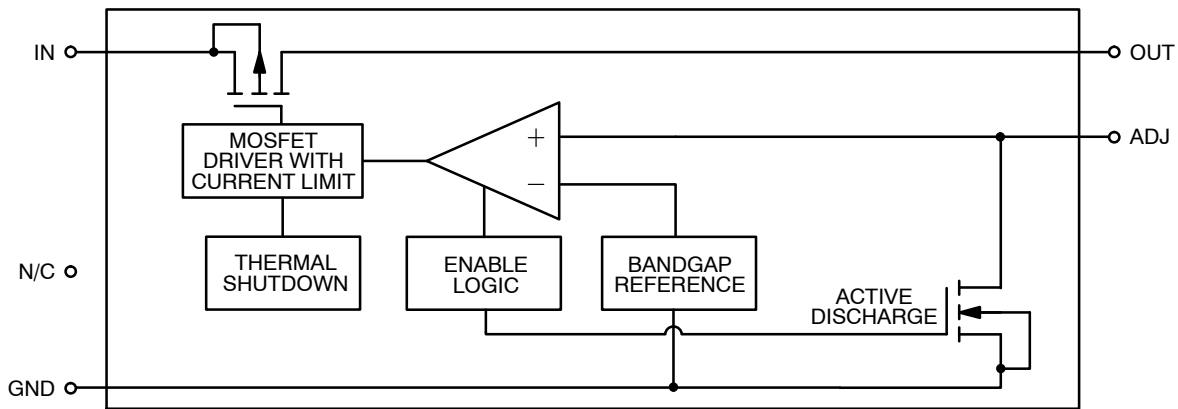 IN
OUT
MOSFET
DRIVER WITH
CURRENT LIMIT
+
−
ADJ
N/C
THERMAL
SHUTDOWN
ENABLE
LOGIC
BANDGAP
REFERENCE
ACTIVE
DISCHARGE
GND